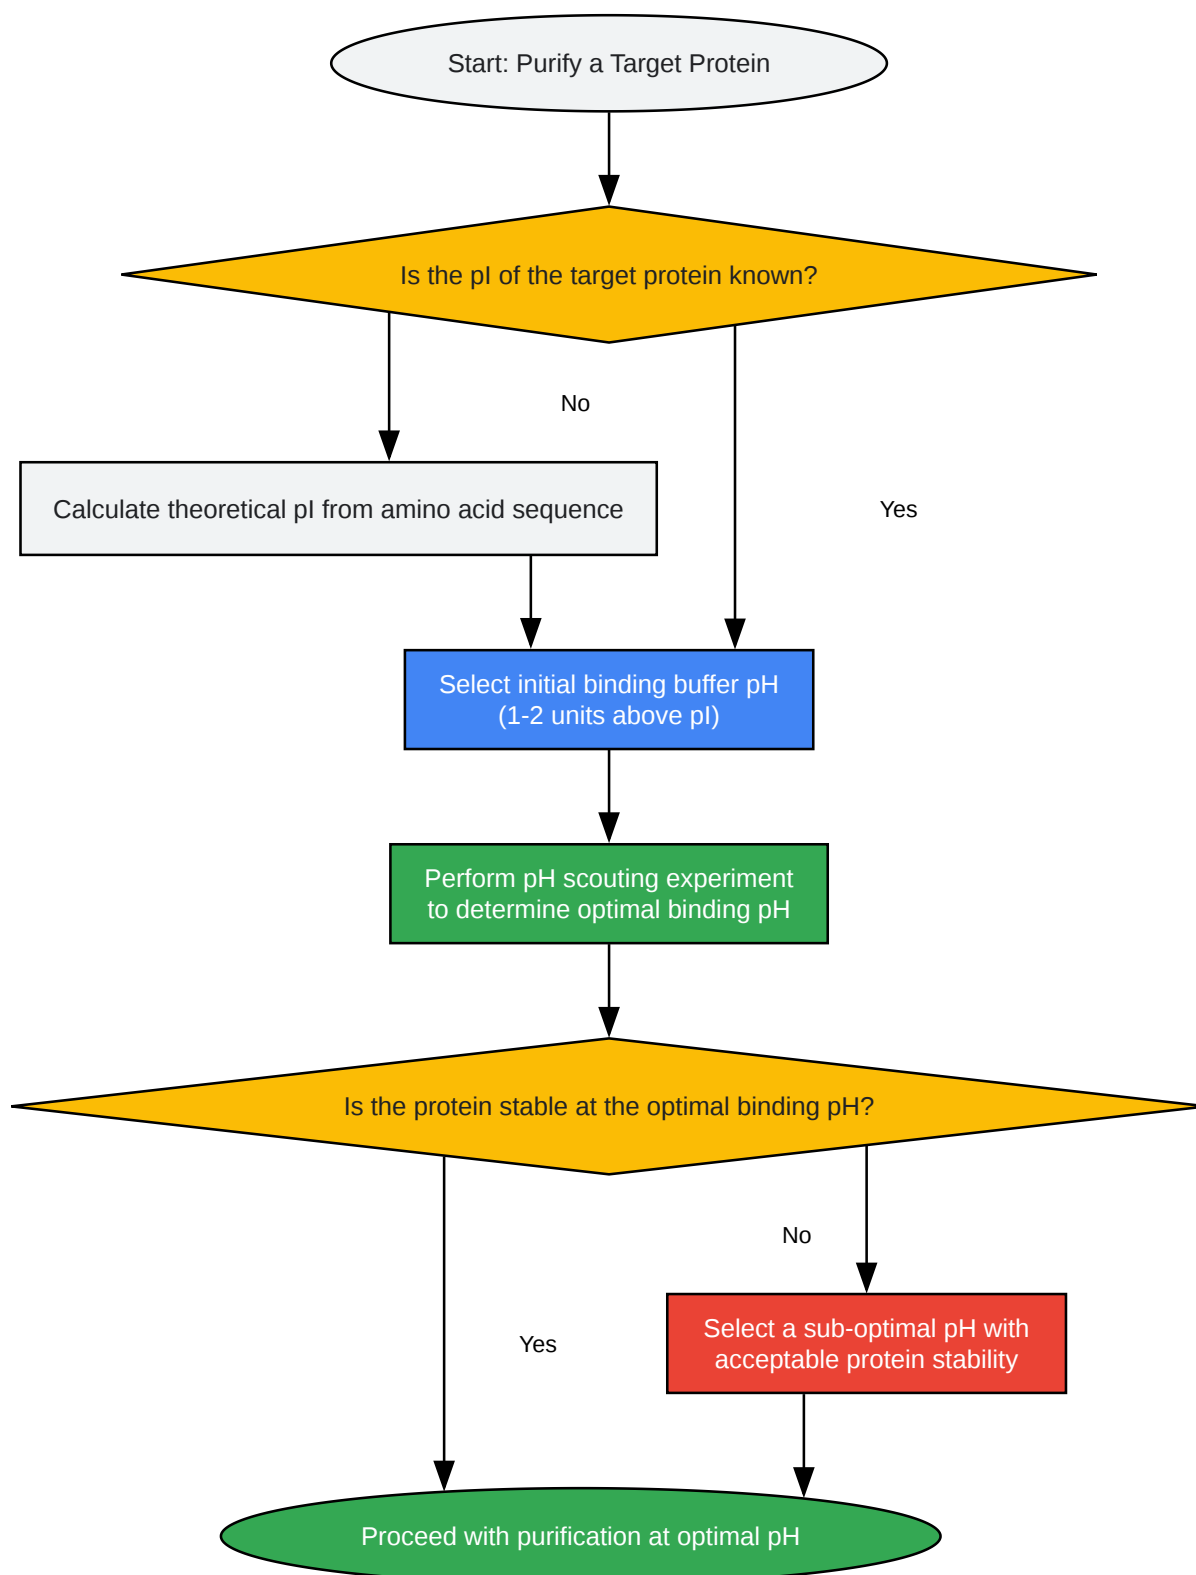 Start: Purify a Target Protein
Is the pI of the target protein known?
No
Calculate theoretical pI from amino acid sequence
Yes
Select initial binding buffer pH
(1-2 units above pI)
Perform pH scouting experiment
to determine optimal binding pH
Is the protein stable at the optimal binding pH?
No
Select a sub-optimal pH with
acceptable protein stability
Yes
Proceed with purification at optimal pH